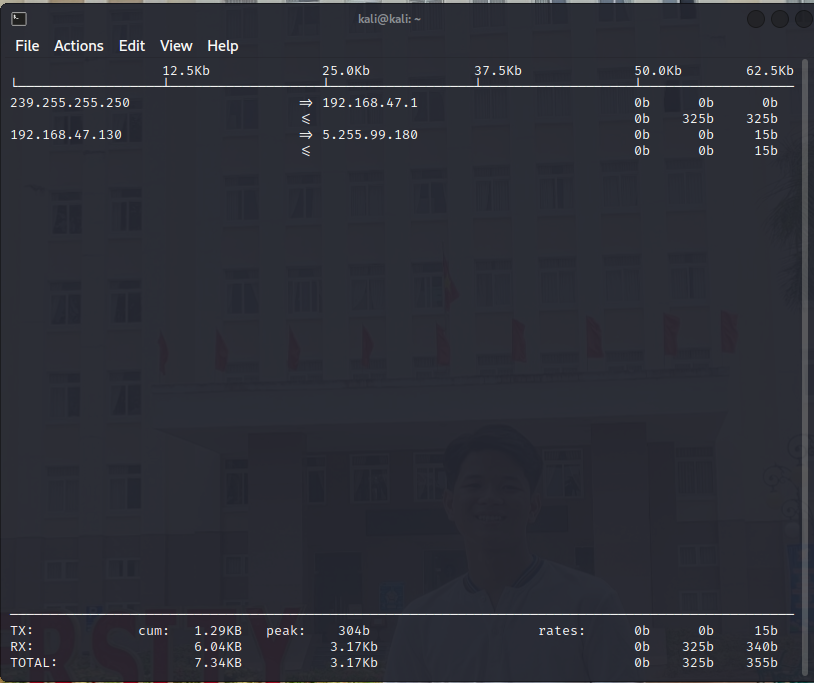 kali@kali: ~
File Actions Edit View Help
12.5Kb 25.0Kb 37.5Kb 50.0Kb 62.5Kb
239.255.255.250 => 192.168.47.1 0b 0b 0b
<= 0b 325b 325b
192.168.47.130 => 5.255.99.180 0b 0b 15b
<= 0b 0b 15b
RSITY
TX: cum: 1.29KB peak: 304b rates: 0b 0b 15b
RX: 6.04KB 3.17Kb 0b 325b 340b
TOTAL: 7.34KB 3.17Kb 0b 325b 355b